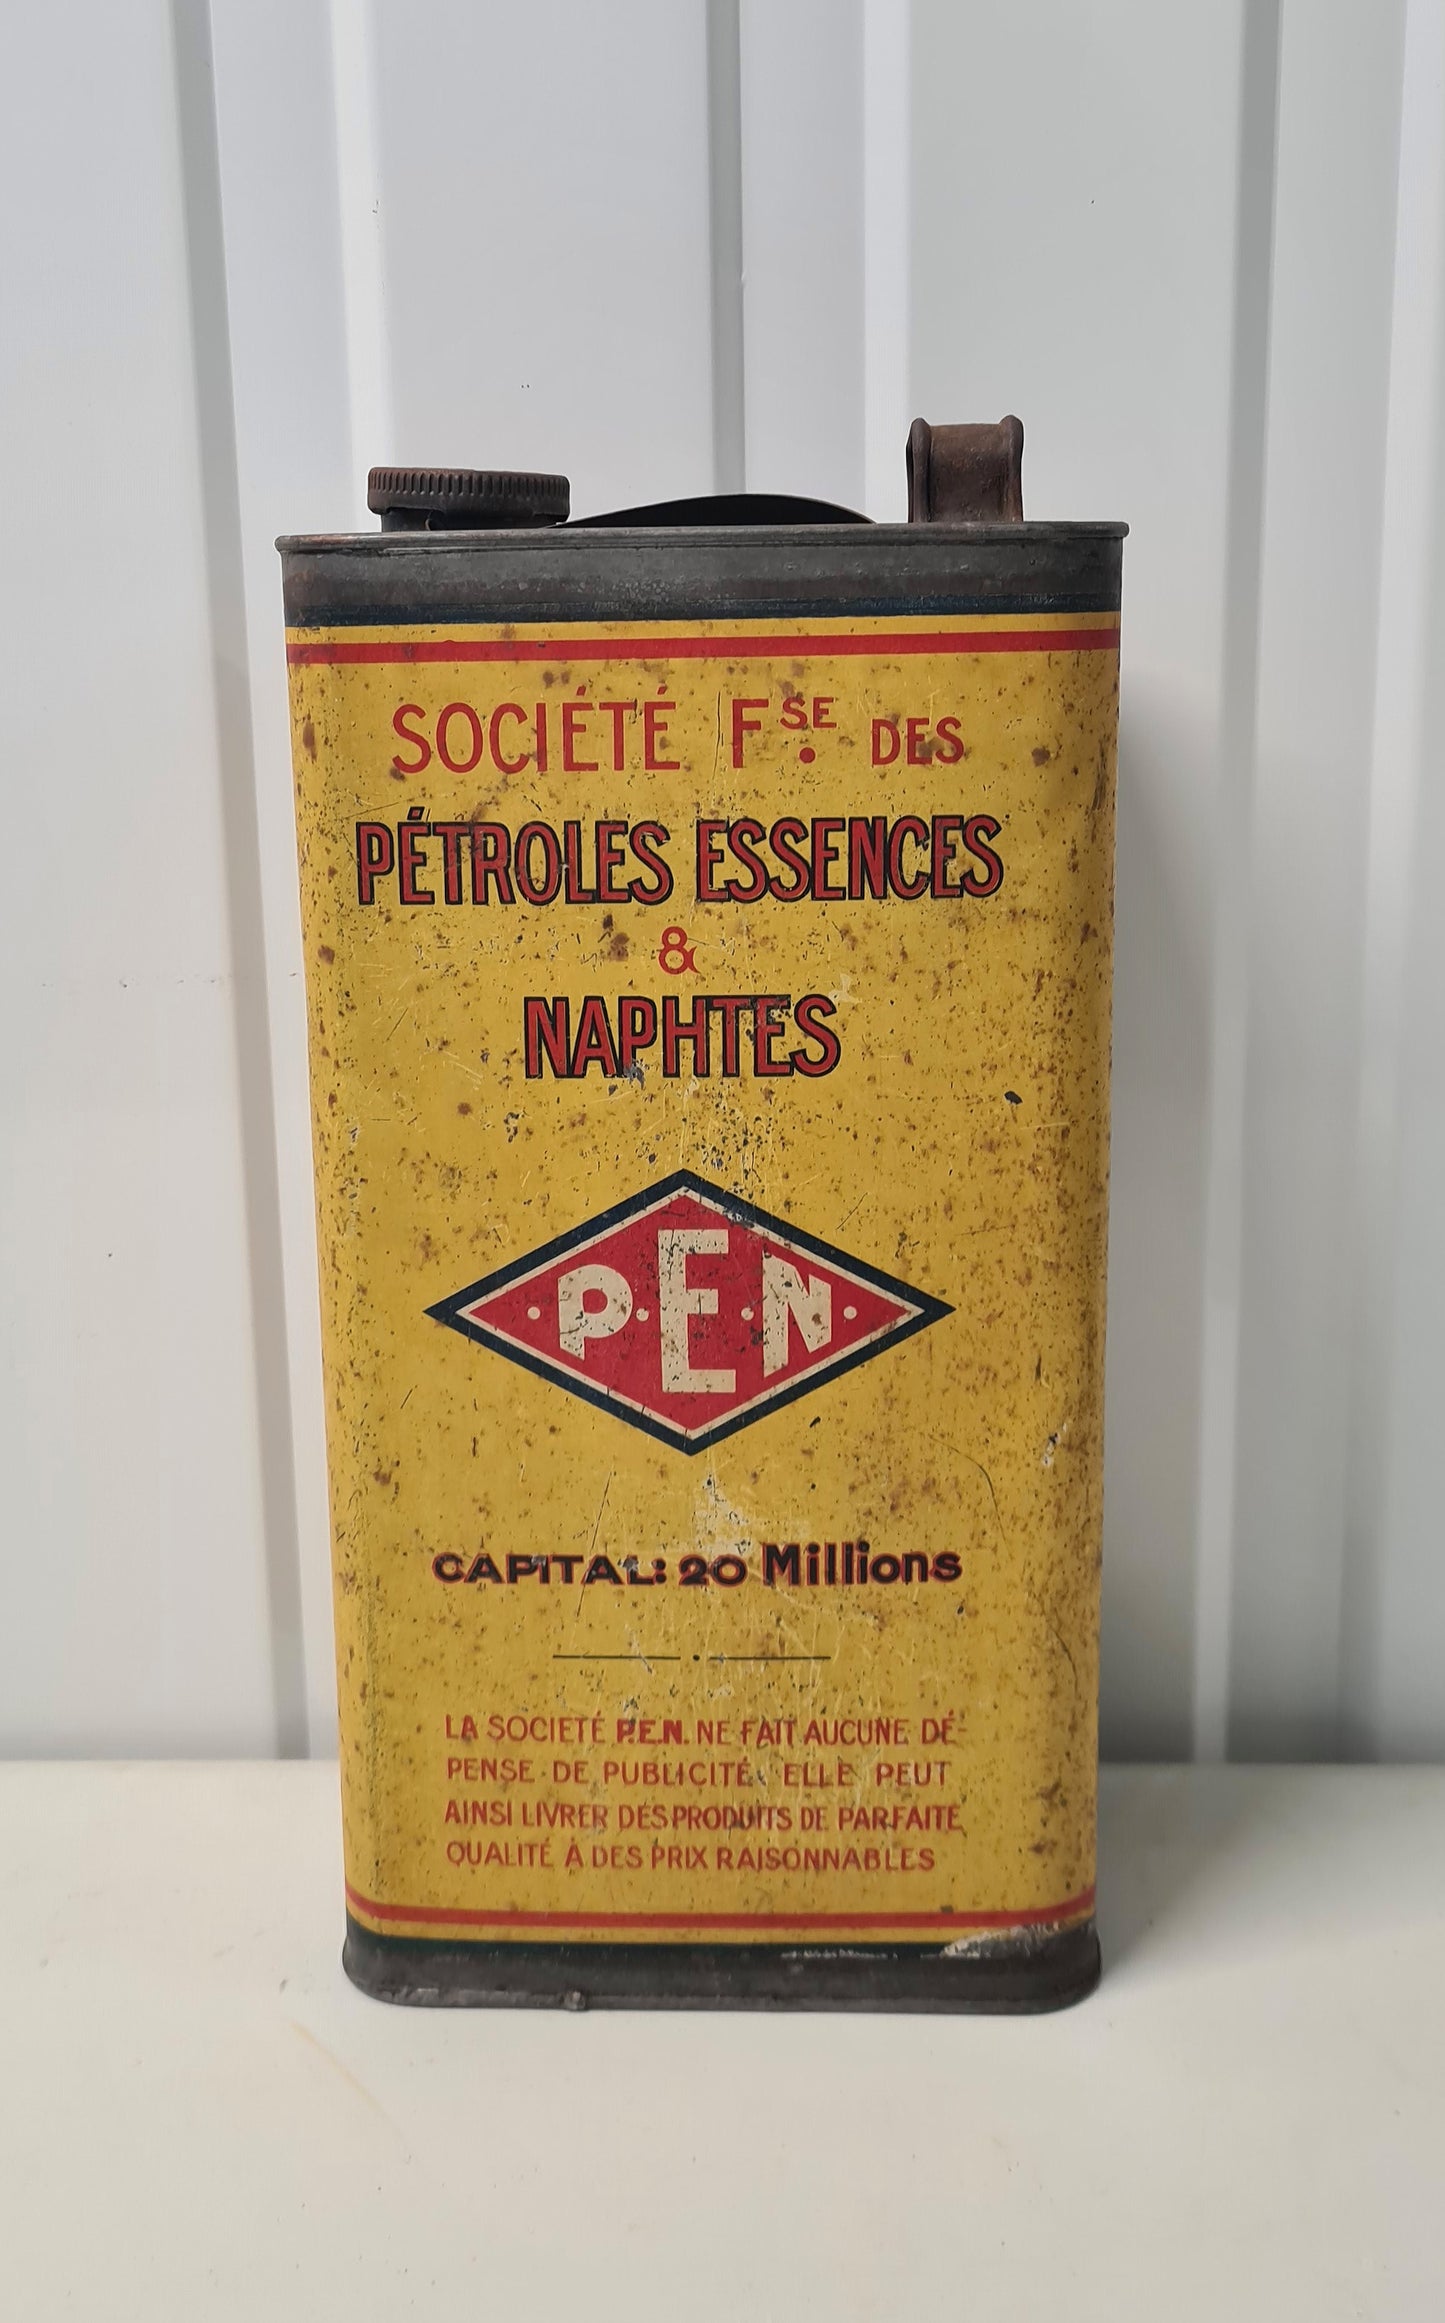 SOCIÉTÉ FSE. DES
PÉTROLES ESSENCES
&
NAPHTES
·P·E·N·
CAPITAL: 20 Millions
LA SOCIETÉ P.E.N. NE FAIT AUCUNE DÉ-
PENSE DE PUBLICITÉ. ELLE PEUT
AINSI LIVRER DES PRODUITS DE PARFAITE
QUALITÉ À DES PRIX RAISONNABLES